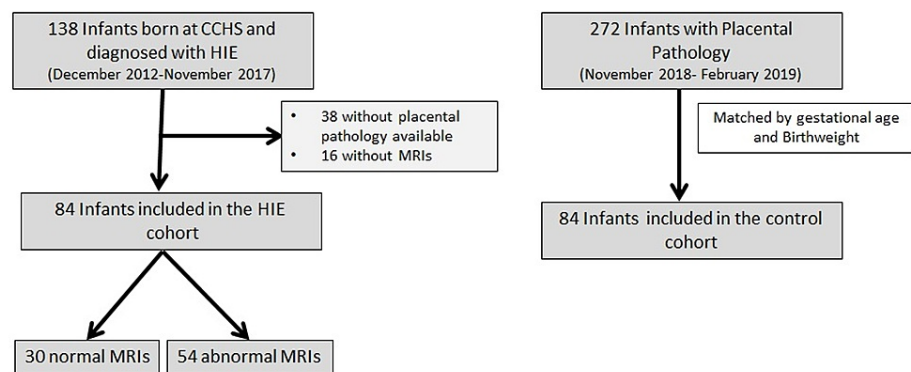 138 Infants born at CCHS and
diagnosed with HIE
(December 2012-November 2017)
• 38 without placental
pathology available
• 16 without MRIs
84 Infants included in the HIE
cohort
30 normal MRIs
54 abnormal MRIs
272 Infants with Placental
Pathology
(November 2018- February 2019)
Matched by gestational age
and Birthweight
84 Infants included in the control
cohort